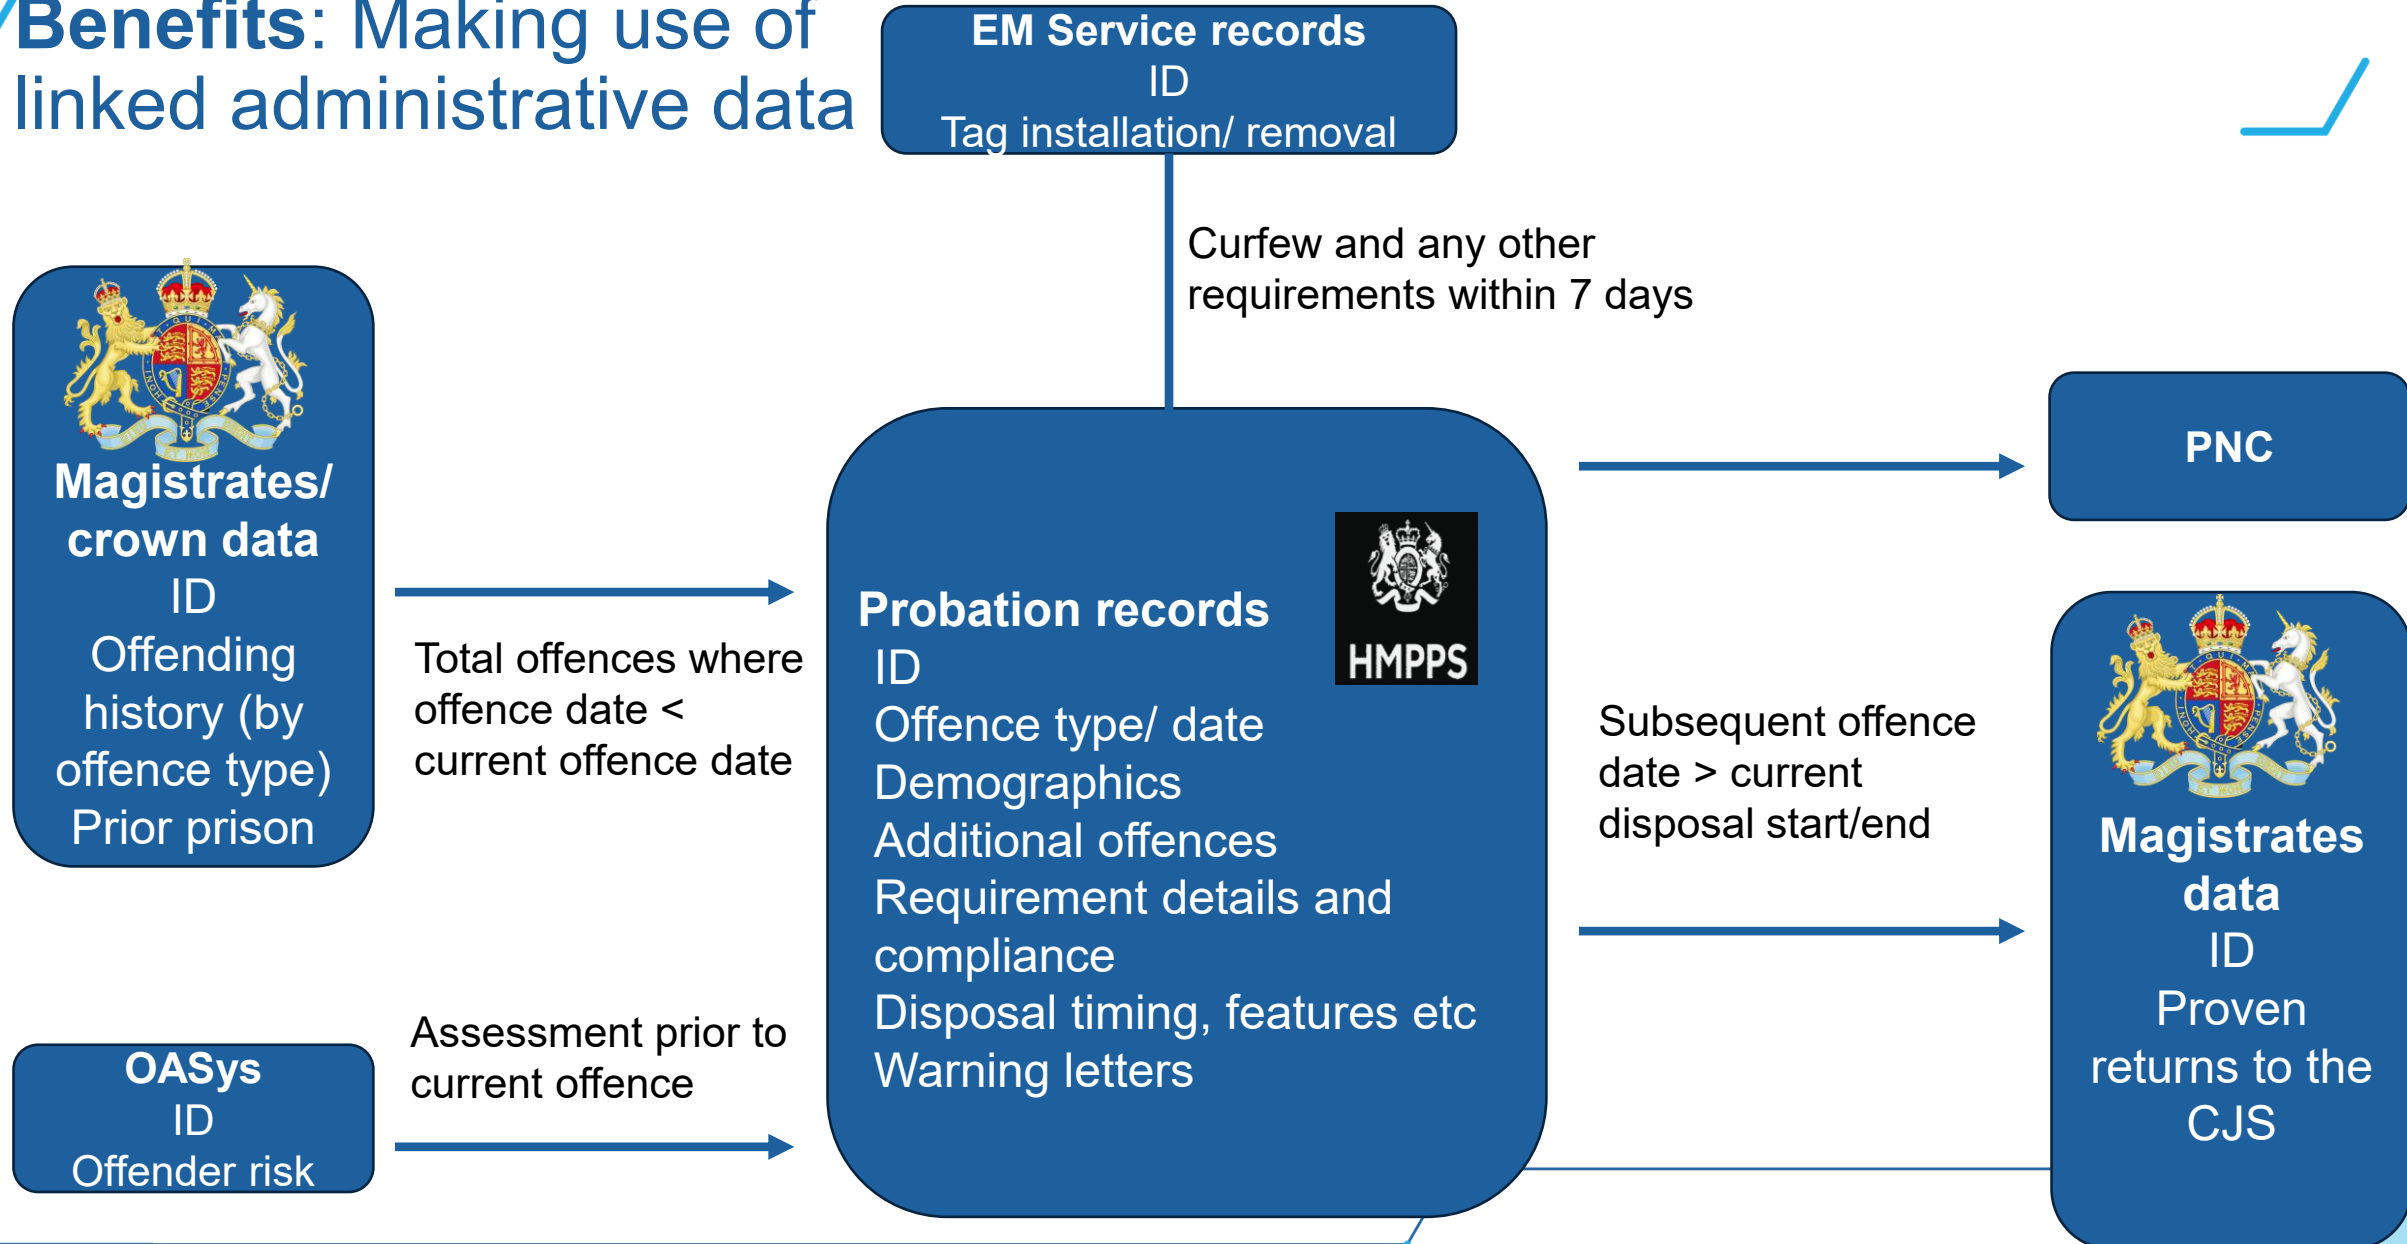 Benefits: Making use of
linked administrative data
EM Service records
ID
Tag installation/ removal
Curfew and any other
requirements within 7 days
Magistrates/
crown data
ID
Offending
history (by
offence type)
Prior prison
Total offences where
offence date <
current offence date
OASys
ID
Offender risk
Assessment prior to
current offence
HMPPS
Probation records
ID
Offence type/ date
Demographics
Additional offences
Requirement details and
compliance
Disposal timing, features etc
Warning letters
PNC
Subsequent offence
date > current
disposal start/end
Magistrates
data
ID
Proven
returns to the
CJS